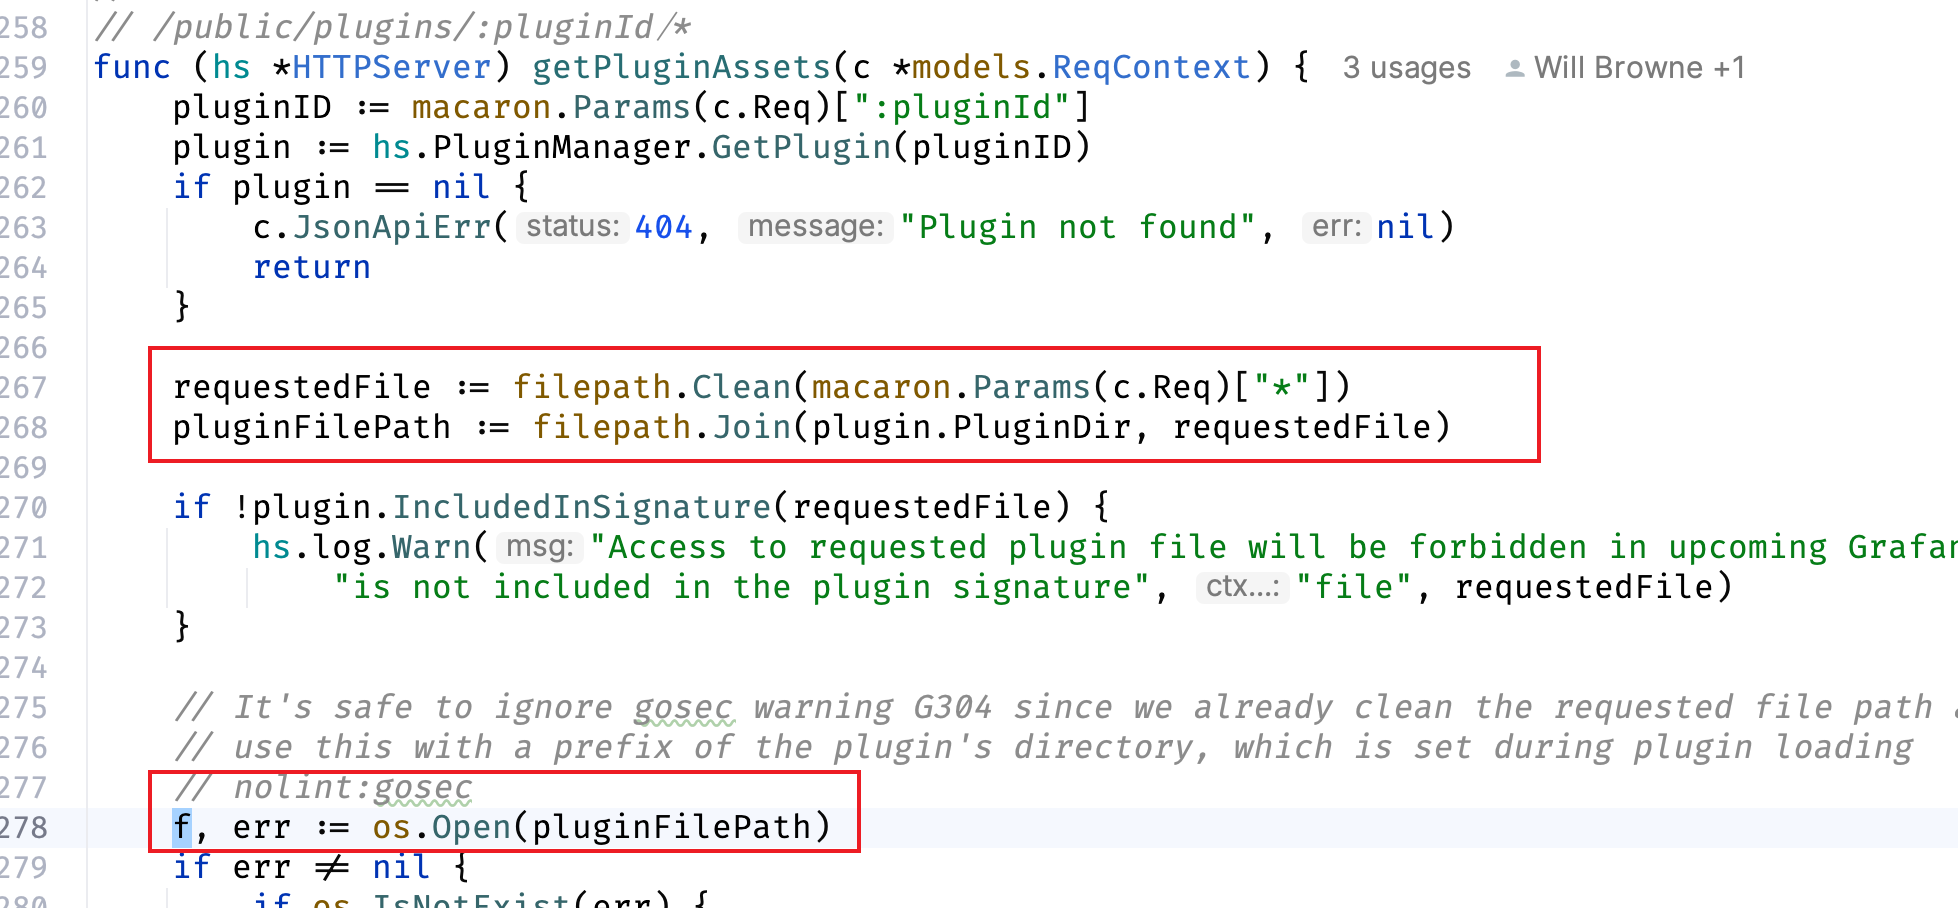 258 // /public/plugins/:pluginId/*
259 func (hs *HTTPServer) getPluginAssets(c *models.ReqContext) { 3 usages Will Browne +1
260 pluginID := macaron.Params(c.Req)[":pluginId"]
261 plugin := hs.PluginManager.GetPlugin(pluginID)
262 if plugin == nil {
263 c.JsonApiErr( status: 404, message: "Plugin not found", err: nil)
264 return
265 }
266
267 requestedFile := filepath.Clean(macaron.Params(c.Req)["*"])
268 pluginFilePath := filepath.Join(plugin.PluginDir, requestedFile)
269
270 if !plugin.IncludedInSignature(requestedFile) {
271 hs.log.Warn( msg: "Access to requested plugin file will be forbidden in upcoming
272 "is not included in the plugin signature", ctx...: "file", requestedFile)
273 }
274
275 // It's safe to ignore gosec warning G304 since we already clean the requested file path
276 // use this with a prefix of the plugin's directory, which is set during plugin loading
277 // nolint:gosec
278 f, err := os.Open(pluginFilePath)
279 if err != nil {
280 if os.IsNotExist(err) {